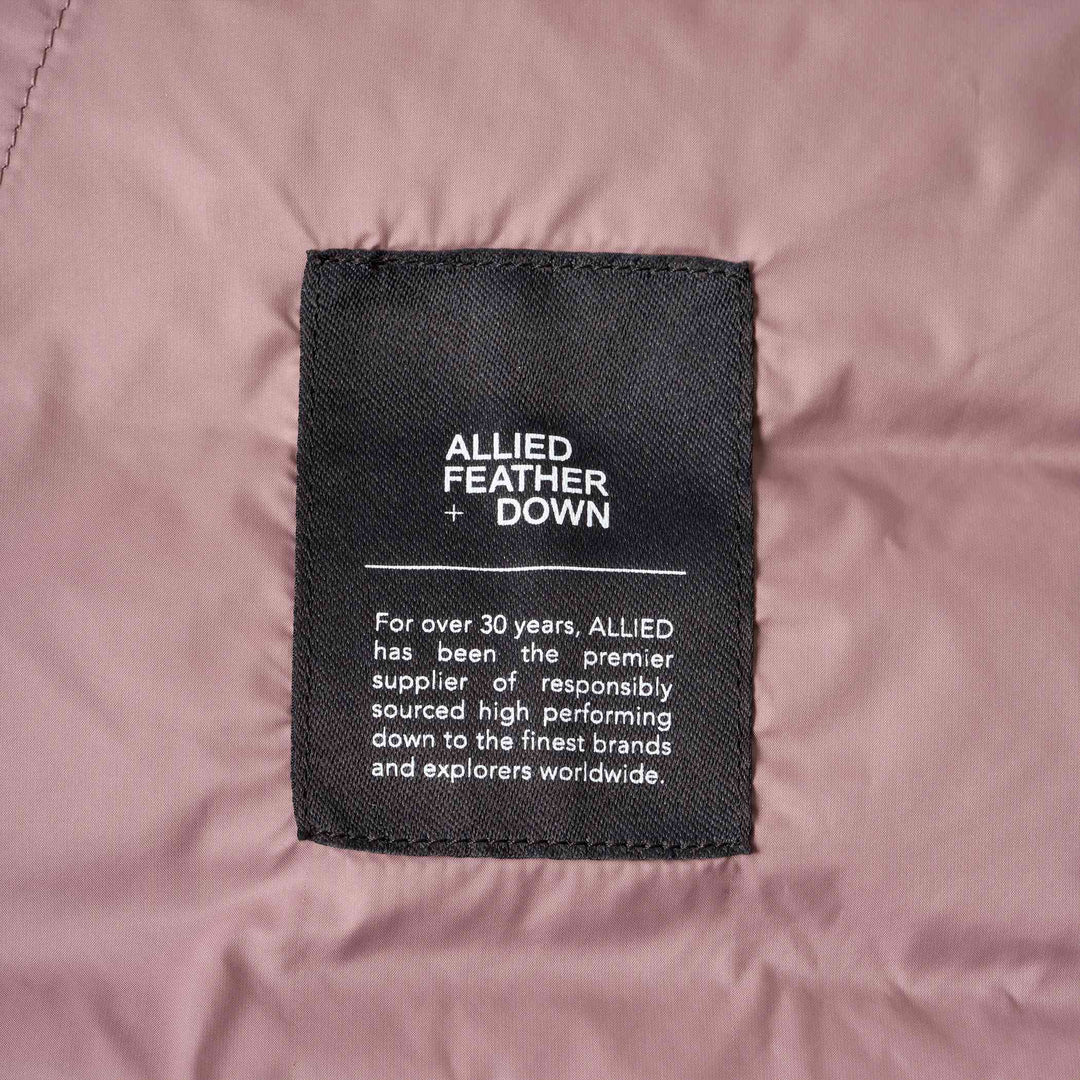 ALLIED
FEATHER
+ DOWN
For over 30 years, ALLIED
has been the premier
supplier of responsibly
sourced high performing
down to the finest brands
and explorers worldwide.